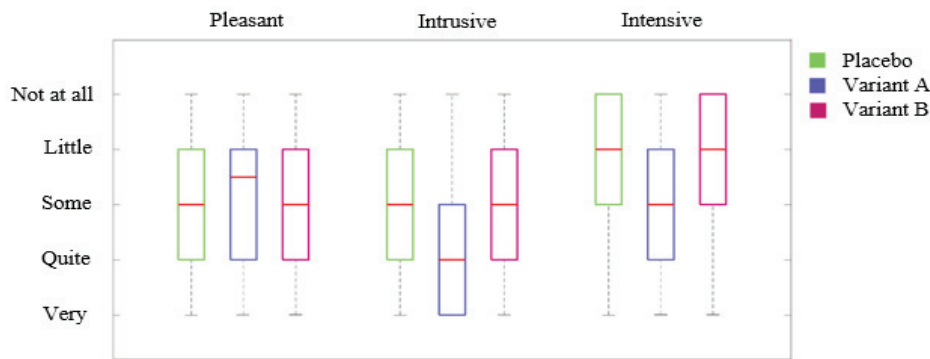 Pleasant Intrusive Intensive
Placebo
Variant A
Variant B
Not at all
Little
Some
Quite
Very